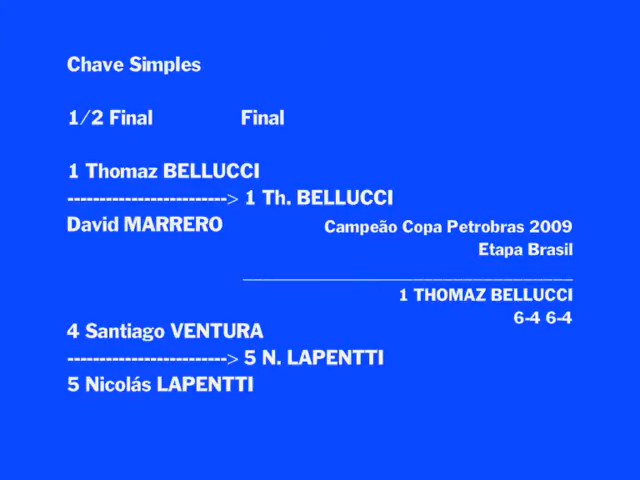 Chave Simples
1/2 Final Final
1 Thomaz BELLUCCI
-------------------------> 1 Th. BELLUCCI
David MARRERO
Campeão Copa Petrobras 2009
Etapa Brasil
1 THOMAZ BELLUCCI
6-4 6-4
4 Santiago VENTURA
-------------------------> 5 N. LAPENTTI
5 Nicolás LAPENTTI